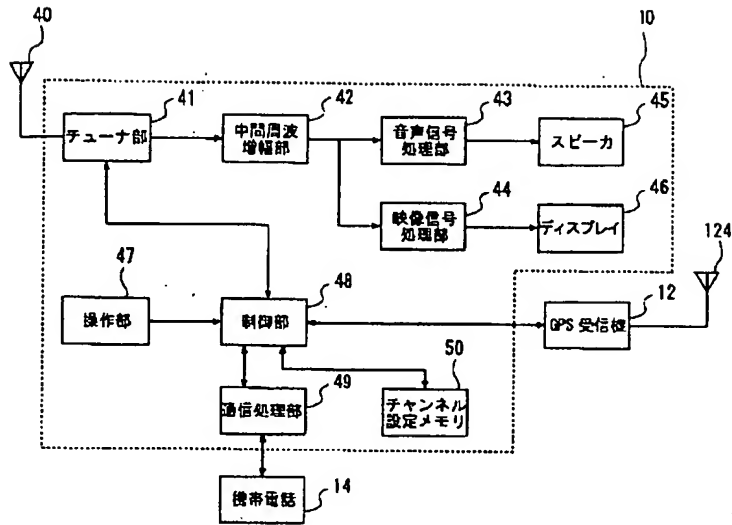 40
10
41
42
43
45
チューナ部
中間周波
増幅部
音声信号
処理部
スピーカ
44
46
映像信号
処理部
ディスプレイ
124
47
48
12
操作部
制御部
GPS 受信機
49
50
通信処理部
チャンネル
設定メモリ
携帯電話
14